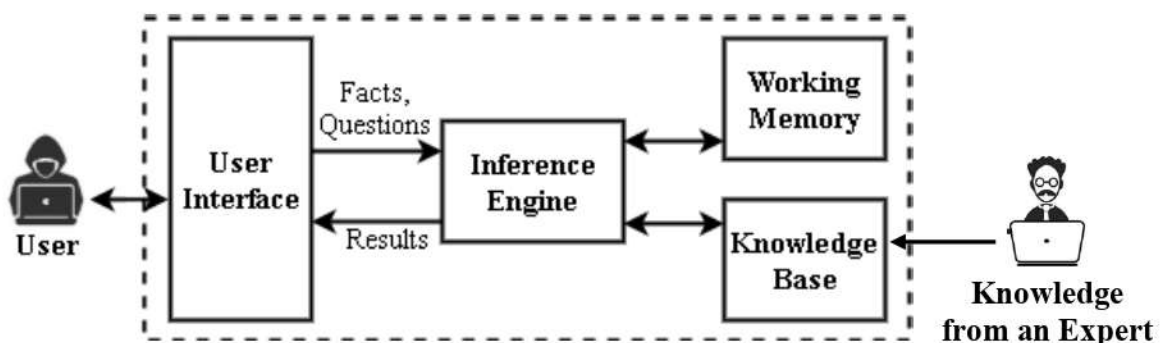 User
User
Interface
Facts,
Questions
Results
Inference
Engine
Working
Memory
Knowledge
Base
Knowledge
from an Expert